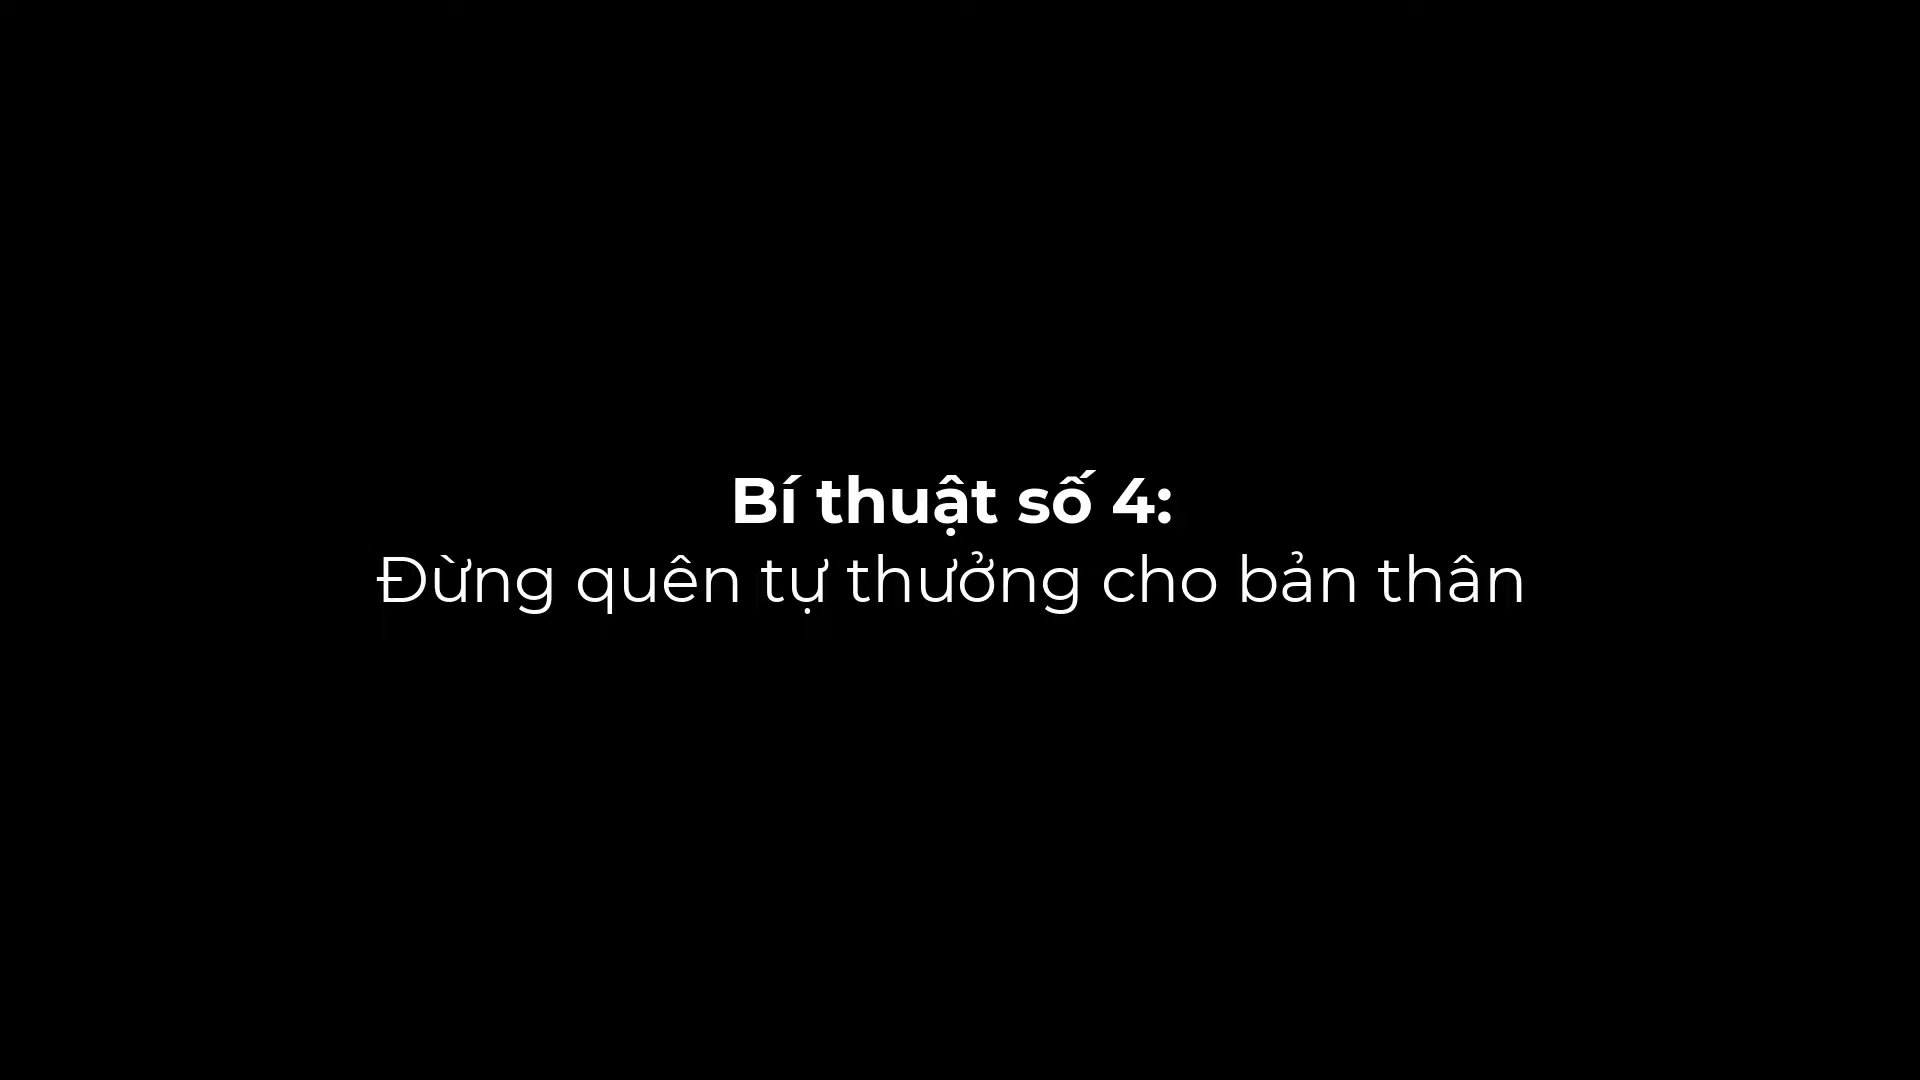 Bí thuật số 4:
Đừng quên tự thưởng cho bản thân